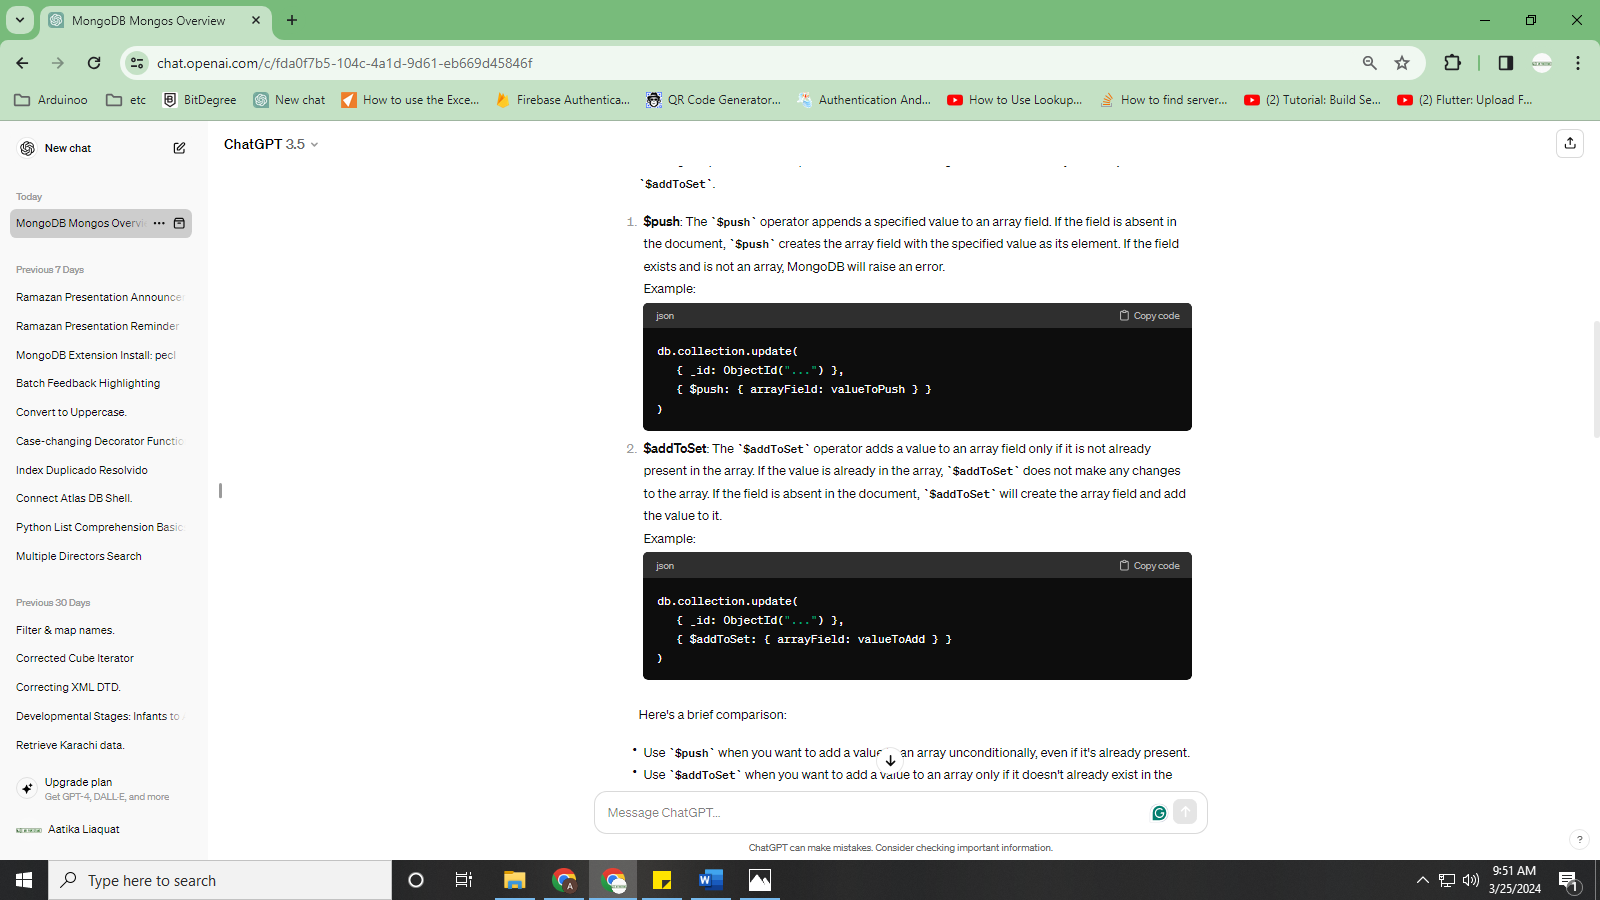 MongoDB Mongos Overview
chat.openai.com/c/fda0f7b5-104c-4a1d-9d61-eb669d45846f
Arduinoo
etc
BitDegree
New chat
How to use the Exce...
Firebase Authentica...
QR Code Generator...
Authentication And...
How to Use Lookup...
How to find server...
(2) Tutorial: Build Se...
(2) Flutter: Upload F...
New chat
ChatGPT 3.5
Today
MongoDB Mongos Overvi
Previous 7 Days
Ramazan Presentation Announcer
Ramazan Presentation Reminder
MongoDB Extension Install: pecl
Batch Feedback Highlighting
Convert to Uppercase.
Case-changing Decorator Functio
Index Duplicado Resolvido
Connect Atlas DB Shell.
Python List Comprehension Basic
Multiple Directors Search
Previous 30 Days
Filter & map names.
Corrected Cube Iterator
Correcting XML DTD.
Developmental Stages: Infants to
Retrieve Karachi data.
Upgrade plan
Get GPT-4, DALL·E, and more
Aatika Liaquat
`$addToSet`.
1. $push: The `$push` operator appends a specified value to an array field. If the field is absent in
the document, `$push` creates the array field with the specified value as its element. If the field
exists and is not an array, MongoDB will raise an error.
Example:
json
Copy code
db.collection.update(
{ _id: ObjectId("...") },
{ $push: { arrayField: valueToPush } }
)
2. $addToSet: The `$addToSet` operator adds a value to an array field only if it is not already
present in the array. If the value is already in the array, `$addToSet` does not make any changes
to the array. If the field is absent in the document, `$addToSet` will create the array field and add
the value to it.
Example:
json
Copy code
db.collection.update(
{ _id: ObjectId("...") },
{ $addToSet: { arrayField: valueToAdd } }
)
Here's a brief comparison:
• Use `$push` when you want to add a value an array unconditionally, even if it's already present.
• Use `$addToSet` when you want to add a value to an array only if it doesn't already exist in the
Message ChatGPT...
ChatGPT can make mistakes. Consider checking important information.
?
Type here to search
A
9:51 AM
3/25/2024
1